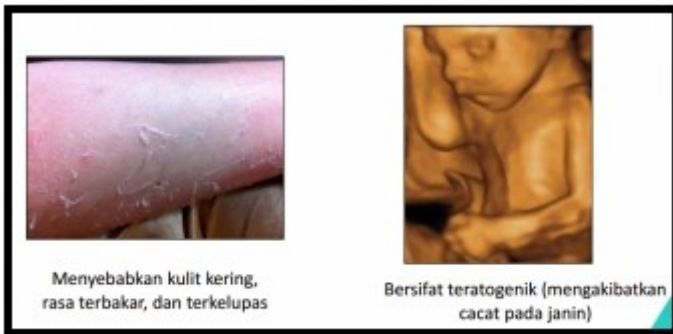 Menyebabkan kulit kering,
rasa terbakar, dan terkelupas
Bersifat teratogenik (mengakibatkan
cacat pada janin)